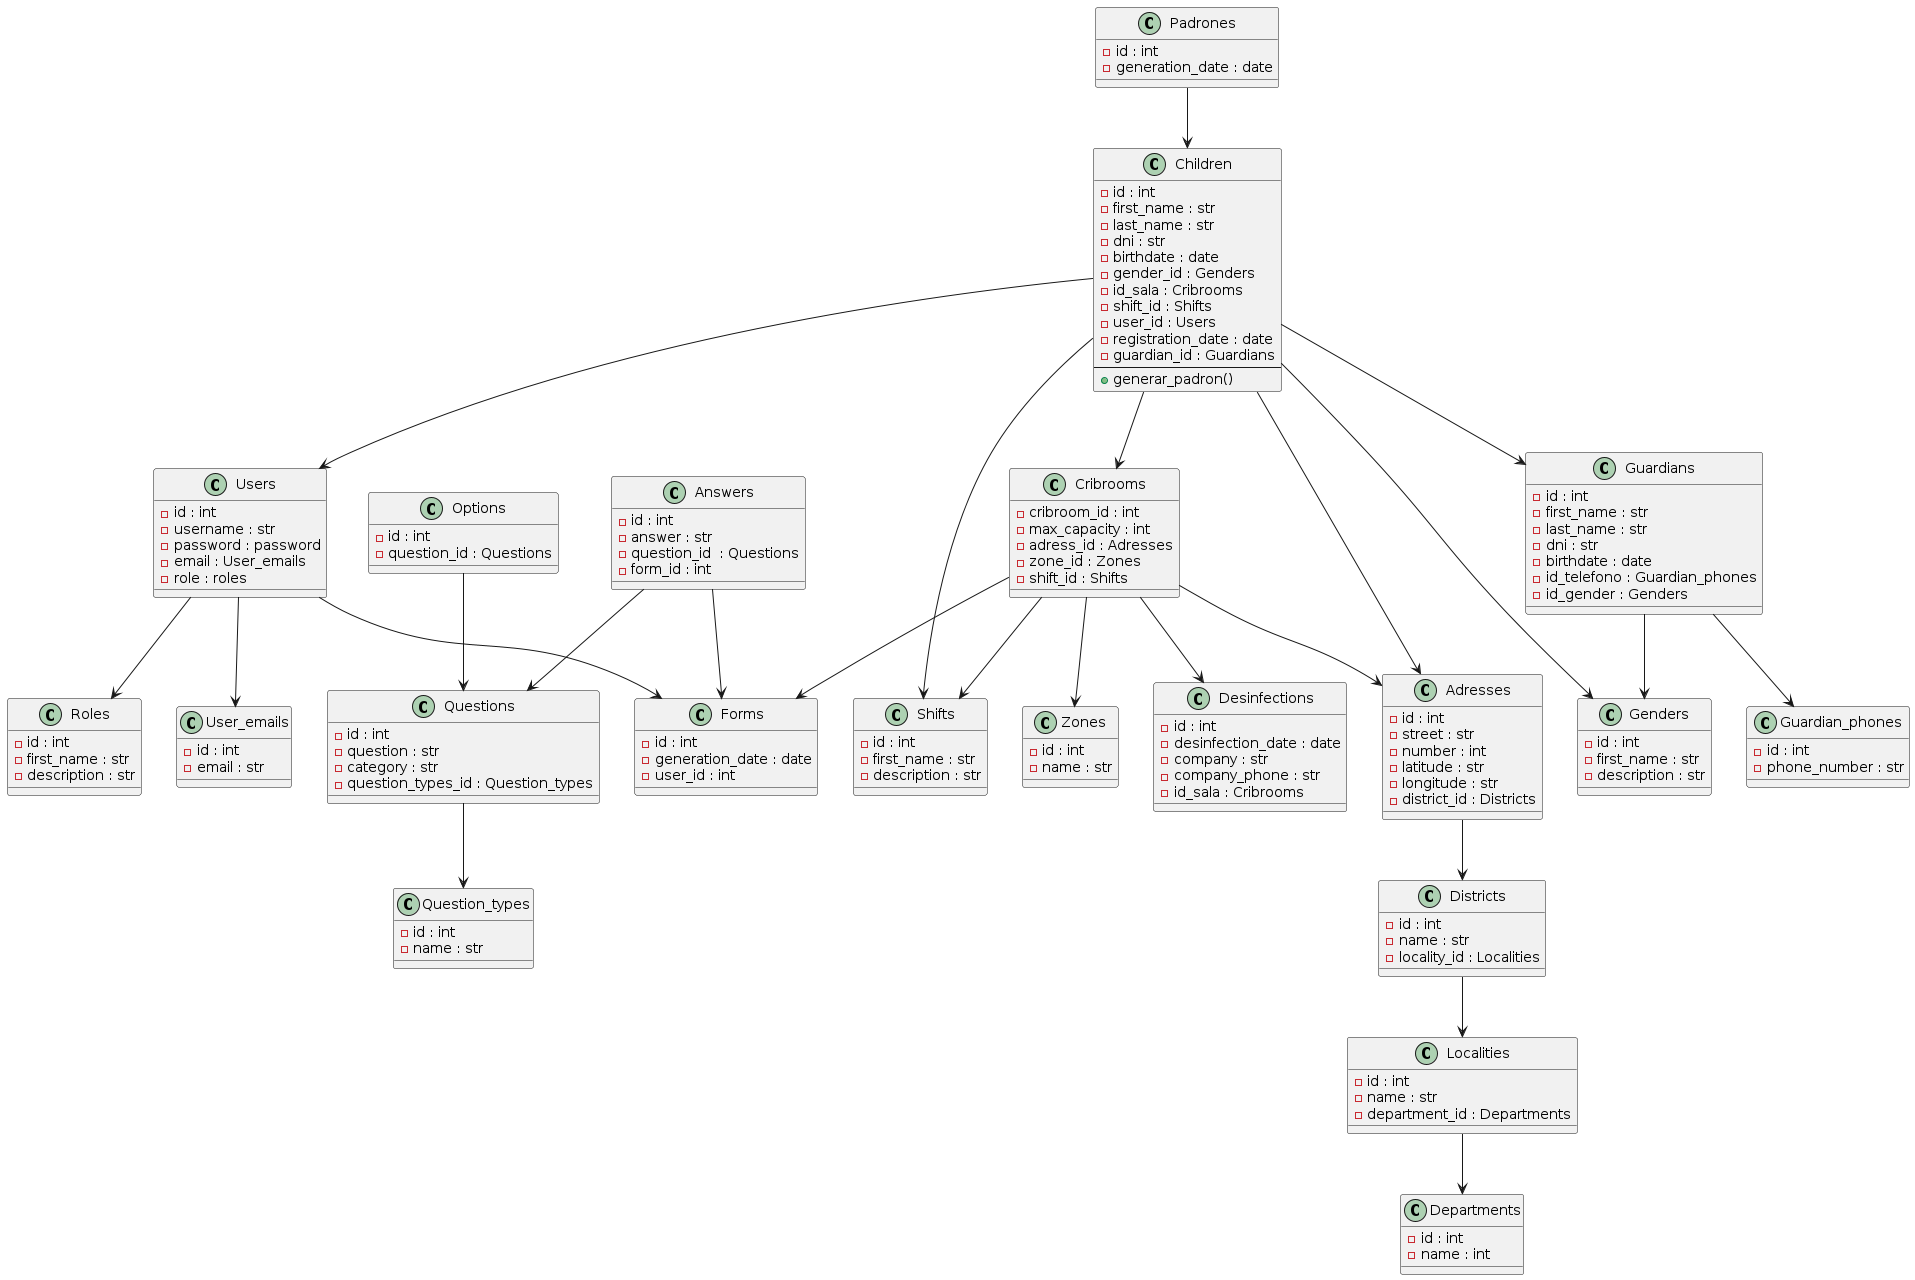 Padrones
id : int
generation_date : date
Children
id : int
first_name : str
last_name : str
dni : str
birthdate : date
gender_id : Genders
id_sala : Cribrooms
shift_id : Shifts
user_id : Users
registration_date : date
guardian_id : Guardians
generar_padron()
Users
id : int
username : str
password : password
email : User_emails
role : roles
Options
id : int
question_id : Questions
Answers
id : int
answer : str
question_id  : Questions
form_id : int
Cribrooms
cribroom_id : int
max_capacity : int
adress_id : Adresses
zone_id : Zones
shift_id : Shifts
Guardians
id : int
first_name : str
last_name : str
dni : str
birthdate : date
id_telefono : Guardian_phones
id_gender : Genders
Roles
id : int
first_name : str
description : str
User_emails
id : int
email : str
Questions
id : int
question : str
category : str
question_types_id : Question_types
Forms
id : int
generation_date : date
user_id : int
Shifts
id : int
first_name : str
description : str
Zones
id : int
name : str
Desinfections
id : int
desinfection_date : date
company : str
company_phone : str
id_sala : Cribrooms
Adresses
id : int
street : str
number : int
latitude : str
longitude : str
district_id : Districts
Genders
id : int
first_name : str
description : str
Guardian_phones
id : int
phone_number : str
Question_types
id : int
name : str
Districts
id : int
name : str
locality_id : Localities
Localities
id : int
name : str
department_id : Departments
Departments
id : int
name : int